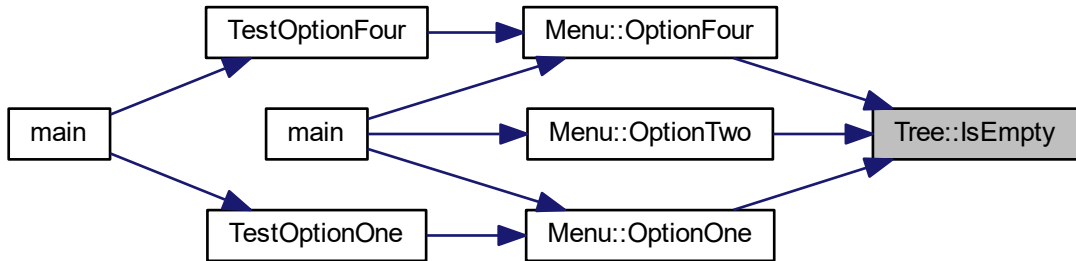 TestOptionFour
Menu::OptionFour
main
main
Menu::OptionTwo
Tree::IsEmpty
TestOptionOne
Menu::OptionOne